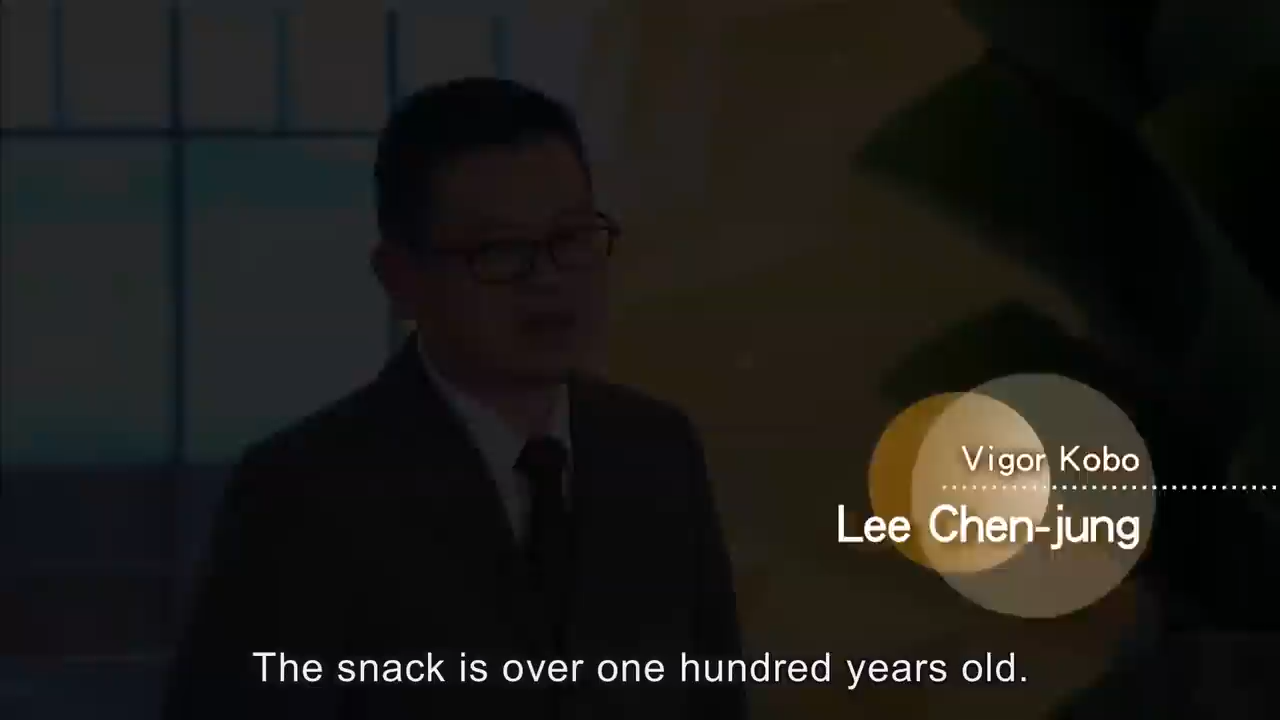 Vigor Kobo
Lee Chen-jung
The snack is over one hundred years old.